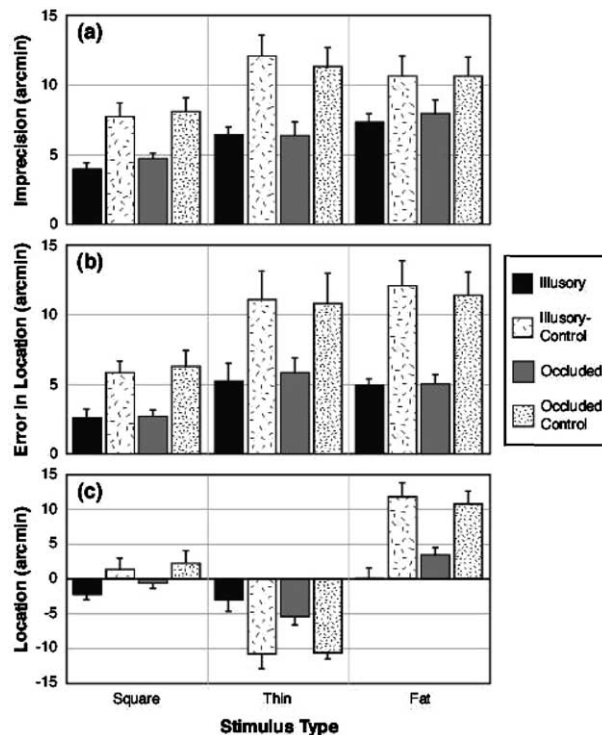 (a)
Imprecision (arcmin)
15
10
5
0
(b)
Error in Location (arcmin)
15
10
5
0
(c)
Location (arcmin)
15
10
5
0
-5
-10
-15
Square Thin Fat
Stimulus Type
Illusory
Illusory-
Control
Occluded
Occluded
Control